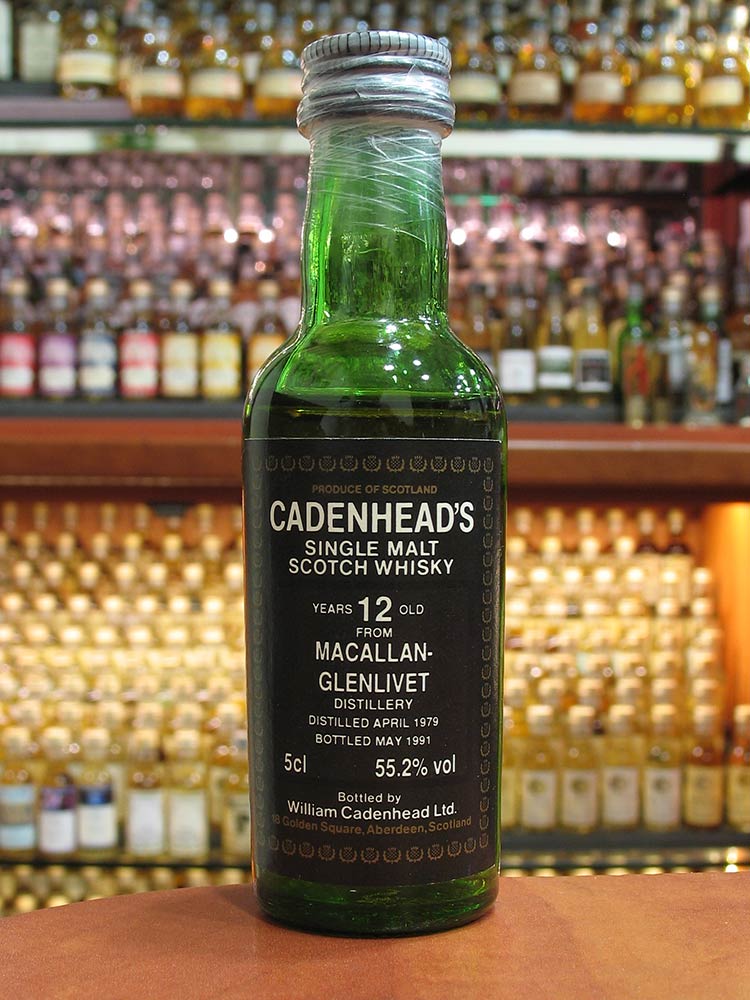 PRODUCE OF SCOTLAND
CADENHEAD'S
SINGLE MALT
SCOTCH WHISKY
YEARS 12 OLD
FROM
MACALLAN-
GLENLIVET
DISTILLERY
DISTILLED APRIL 1979
BOTTLED MAY 1991
5cl 55.2% vol
Bottled by
William Cadenhead Ltd.
18 Golden Square, Aberdeen, Scotland